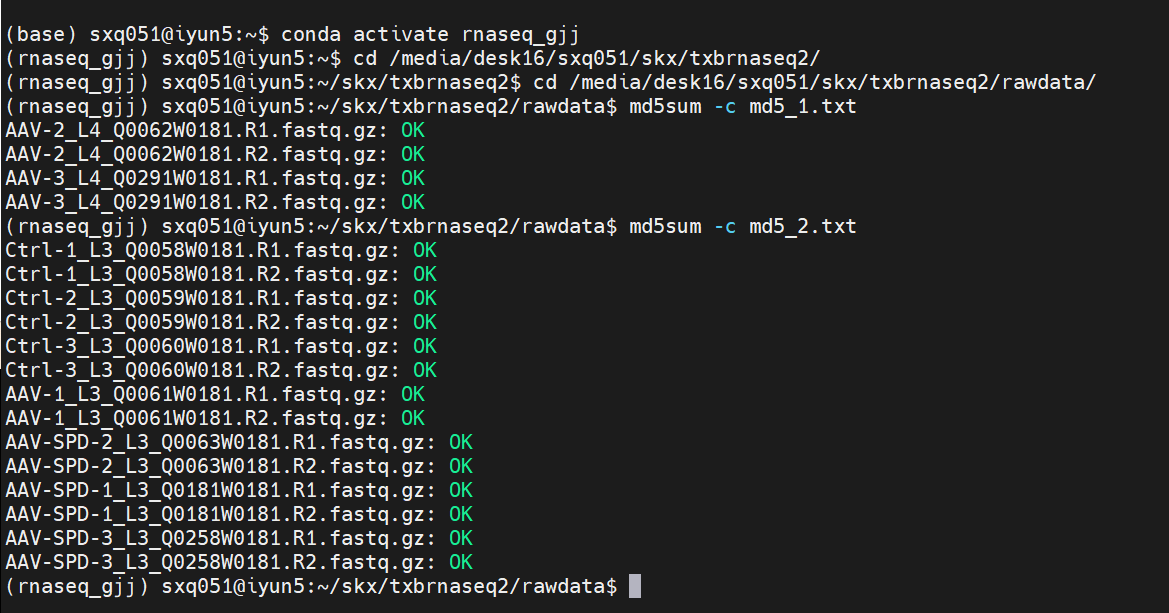 (base) sxq051@iyun5:~$ conda activate rnaseq_gjj
(rnaseq_gjj) sxq051@iyun5:~$ cd /media/desk16/sxq051/skx/txbrnaseq2/
(rnaseq_gjj) sxq051@iyun5:~/skx/txbrnaseq2$ cd /media/desk16/sxq051/skx/txbrnaseq2/rawdata/
(rnaseq_gjj) sxq051@iyun5:~/skx/txbrnaseq2/rawdata$ md5sum -c md5_1.txt
AAV-2_L4_Q0062W0181.R1.fastq.gz: OK
AAV-2_L4_Q0062W0181.R2.fastq.gz: OK
AAV-3_L4_Q0291W0181.R1.fastq.gz: OK
AAV-3_L4_Q0291W0181.R2.fastq.gz: OK
(rnaseq_gjj) sxq051@iyun5:~/skx/txbrnaseq2/rawdata$ md5sum -c md5_2.txt
Ctrl-1_L3_Q0058W0181.R1.fastq.gz: OK
Ctrl-1_L3_Q0058W0181.R2.fastq.gz: OK
Ctrl-2_L3_Q0059W0181.R1.fastq.gz: OK
Ctrl-2_L3_Q0059W0181.R2.fastq.gz: OK
Ctrl-3_L3_Q0060W0181.R1.fastq.gz: OK
Ctrl-3_L3_Q0060W0181.R2.fastq.gz: OK
AAV-1_L3_Q0061W0181.R1.fastq.gz: OK
AAV-1_L3_Q0061W0181.R2.fastq.gz: OK
AAV-SPD-2_L3_Q0063W0181.R1.fastq.gz: OK
AAV-SPD-2_L3_Q0063W0181.R2.fastq.gz: OK
AAV-SPD-1_L3_Q0181W0181.R1.fastq.gz: OK
AAV-SPD-1_L3_Q0181W0181.R2.fastq.gz: OK
AAV-SPD-3_L3_Q0258W0181.R1.fastq.gz: OK
AAV-SPD-3_L3_Q0258W0181.R2.fastq.gz: OK
(rnaseq_gjj) sxq051@iyun5:~/skx/txbrnaseq2/rawdata$